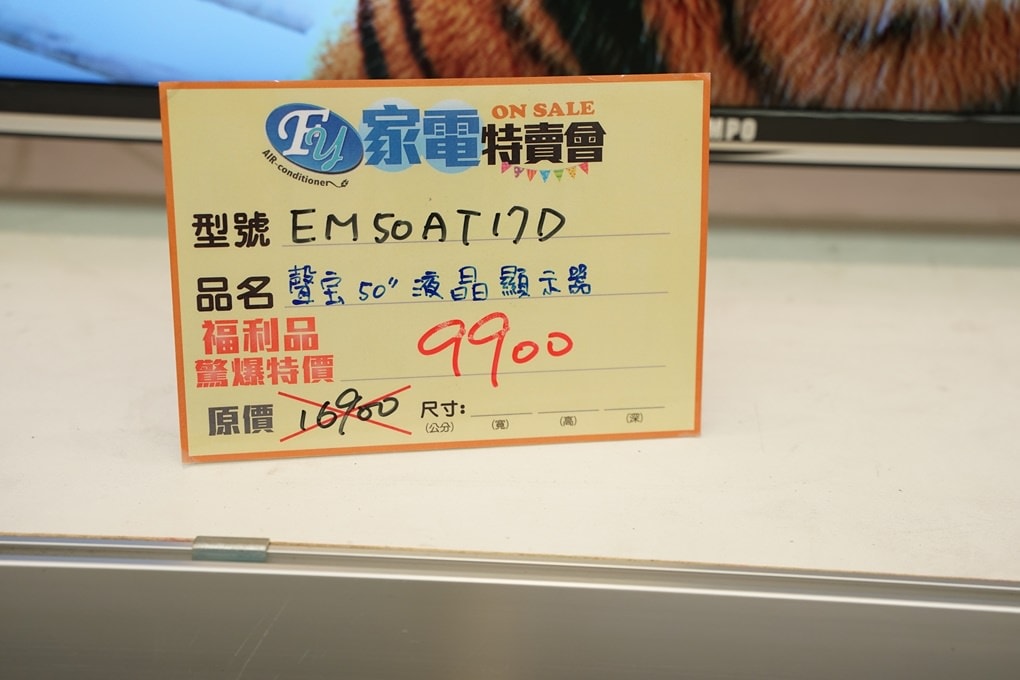 MPO
FY
AIR-conditioner
家電特賣會
ON SALE
型號 EM50AT17D
品名 聲宝 50" 液晶顯示器
福利品
驚爆特價 9900
原價 16900
尺寸:
(公分) (寬) (高) (深)